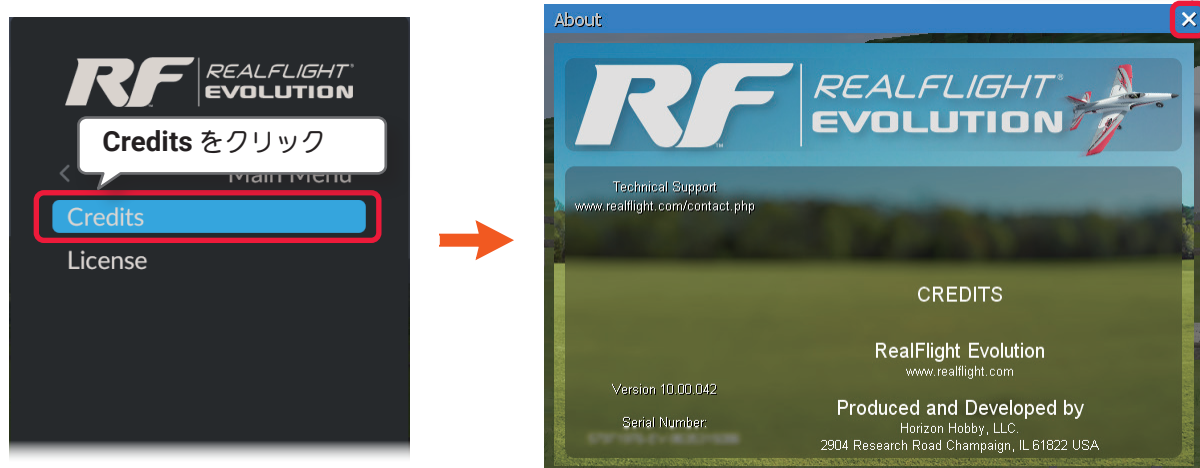 RF REALFLIGHT®
EVOLUTION
Credits をクリック
Main Menu
Credits
License
About
RF™ REALFLIGHT®
EVOLUTION
Technical Support
www.realflight.com/contact.php
CREDITS
RealFlight Evolution
www.realflight.com
Version 10.00.042
Serial Number:
Produced and Developed by
Horizon Hobby, LLC.
2904 Research Road Champaign, IL 61822 USA